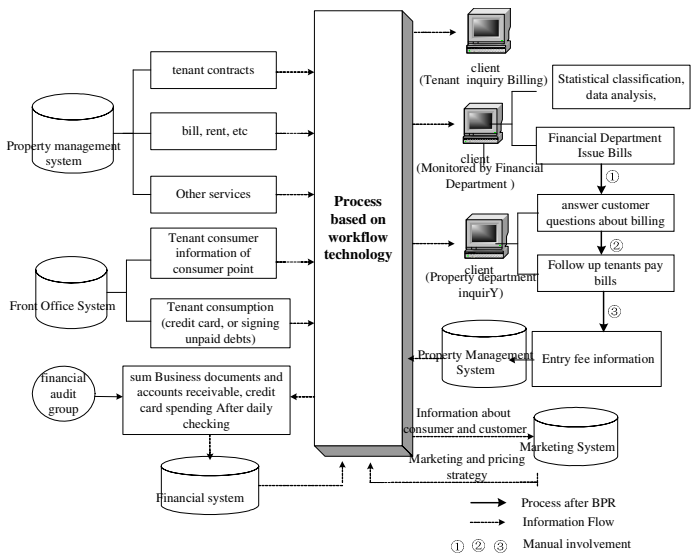 tenant contracts
bill, rent, etc
Other services
Property management
system
Tenant consumer
information of
consumer point
Tenant consumption
(credit card, or signing
unpaid debts)
Front Office System
financial
audit
group
sum Business documents and
accounts receivable, credit
card spending After daily
checking
Financial system
Process
based on
workflow
technology
client
(Tenant inquiry Billing)
Statistical classification,
data analysis,
client
(Monitored by Financial
Department )
Financial Department
Issue Bills
①
answer customer
questions about billing
②
client
(Property department
inquirY)
Follow up tenants pay
bills
③
Property Management
System
Entry fee information
Information about
consumer and customer
Marketing System
Marketing and pricing
strategy
Process after BPR
Information Flow
① ② ③ Manual involvement